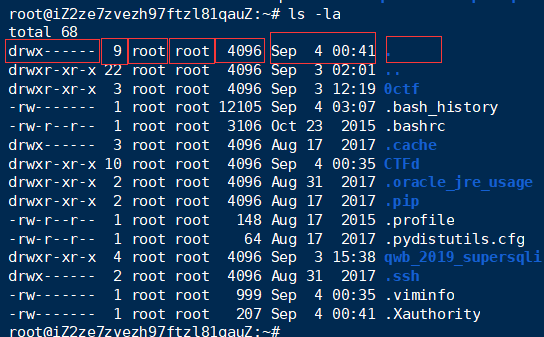 root@iZ2ze7zvezh97ftzl81qauZ:~# ls -la
total 68
drwx------ 9 root root 4096 Sep 4 00:41 .
drwxr-xr-x 22 root root 4096 Sep 3 02:01 ..
drwxr-xr-x 3 root root 4096 Sep 3 12:19 0ctf
-rw------- 1 root root 12105 Sep 4 03:07 .bash_history
-rw-r--r-- 1 root root 3106 Oct 23 2015 .bashrc
drwx------ 3 root root 4096 Aug 17 2017 .cache
drwxr-xr-x 10 root root 4096 Sep 4 00:35 CTFd
drwxr-xr-x 2 root root 4096 Aug 31 2017 .oracle_jre_usage
drwxr-xr-x 2 root root 4096 Aug 17 2017 .pip
-rw-r--r-- 1 root root 148 Aug 17 2015 .profile
-rw-r--r-- 1 root root 64 Aug 17 2017 .pydistutils.cfg
drwxr-xr-x 4 root root 4096 Sep 3 15:38 qwb_2019_supersqli
drwx------ 2 root root 4096 Aug 31 2017 .ssh
-rw------- 1 root root 999 Sep 4 00:35 .viminfo
-rw------- 1 root root 207 Sep 4 00:41 .Xauthority
root@iZ2ze7zvezh97ftzl81qauZ:~#